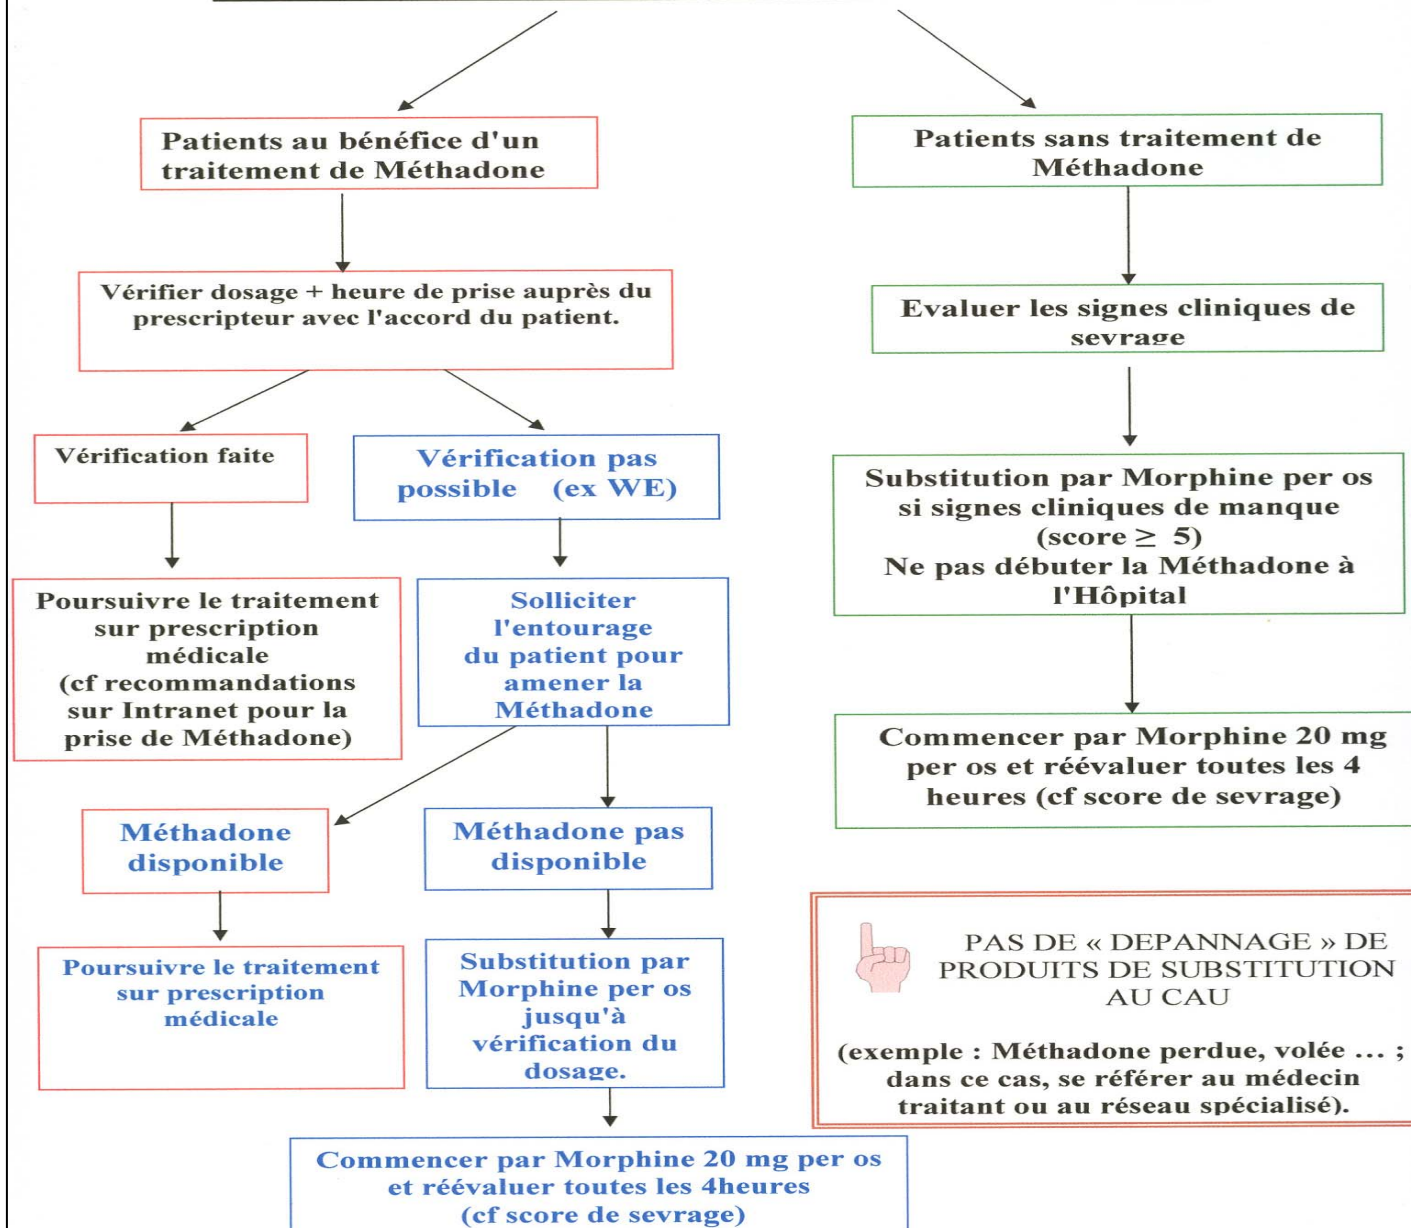 Patients au bénéfice d'un
traitement de Méthadone
Patients sans traitement de
Méthadone
Vérifier dosage + heure de prise auprès du
prescripteur avec l'accord du patient.
Evaluer les signes cliniques de
sevrage
Vérification faite
Vérification pas
possible (ex WE)
Substitution par Morphine per os
si signes cliniques de manque
(score ≥ 5)
Ne pas débuter la Méthadone à
l'Hôpital
Poursuivre le traitement
sur prescription
médicale
(cf recommandations
sur Intranet pour la
prise de Méthadone)
Solliciter
l'entourage
du patient pour
amener la
Méthadone
Commencer par Morphine 20 mg
per os et réévaluer toutes les 4
heures (cf score de sevrage)
Méthadone
disponible
Méthadone pas
disponible
Poursuivre le traitement
sur prescription
médicale
Substitution par
Morphine per os
jusqu'à
vérification du
dosage.
PAS DE « DEPANNAGE » DE
PRODUITS DE SUBSTITUTION
AU CAU
(exemple : Méthadone perdue, volée ... ;
dans ce cas, se référer au médecin
traitant ou au réseau spécialisé).
Commencer par Morphine 20 mg per os
et réévaluer toutes les 4heures
(cf score de sevrage)